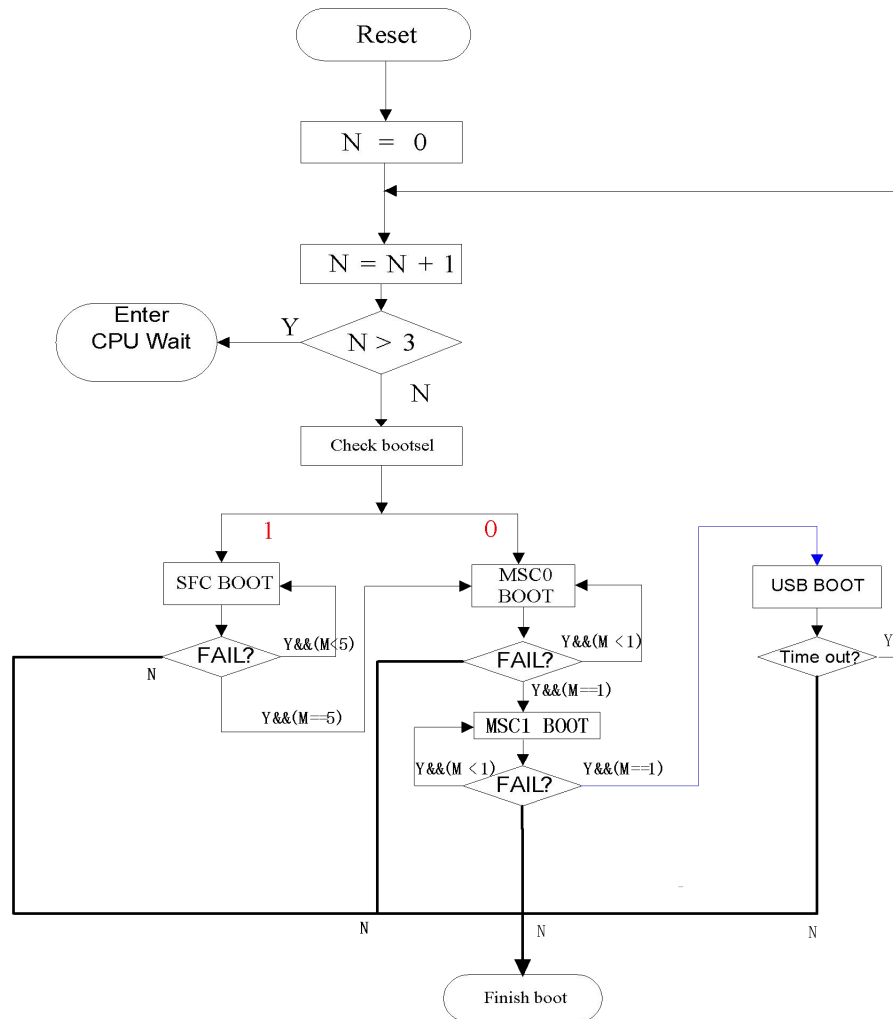 Reset
N = 0
N = N + 1
Enter
CPU Wait
Y
N > 3
N
Check bootsel
1
0
SFC BOOT
MSC0
BOOT
USB BOOT
FAIL?
Y&&(M<5)
N
FAIL?
Y&&(M < 1)
Time out?
Y
Y&&(M==5)
Y&&(M==1)
MSC1 BOOT
Y&&(M < 1)
FAIL?
Y&&(M==1)
N
N
N
Finish boot